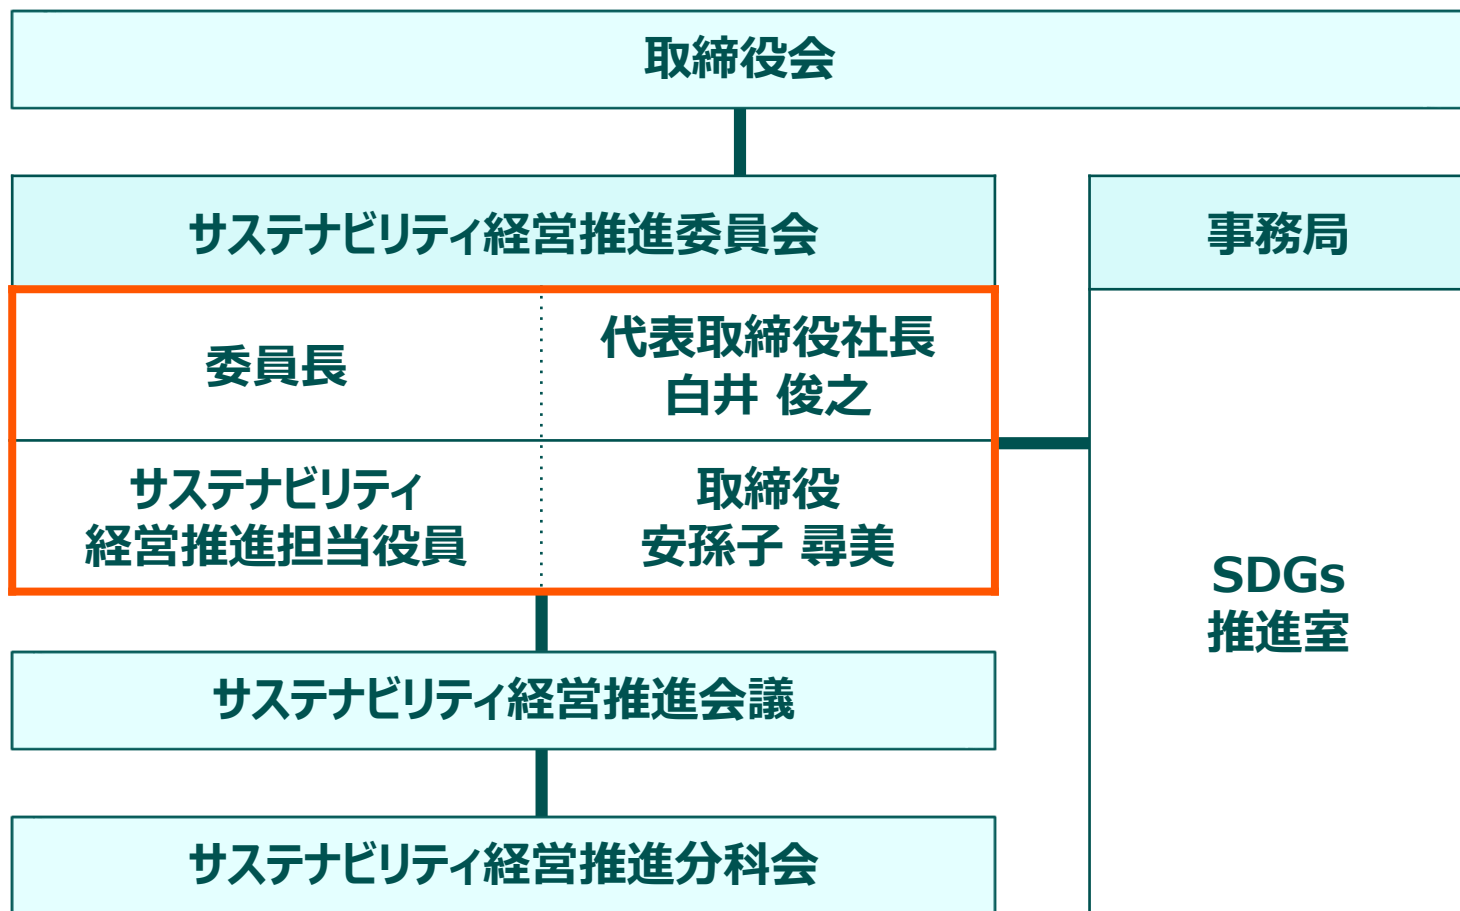 取締役会
サステナビリティ経営推進委員会
事務局
委員長
代表取締役社長
白井 俊之
サステナビリティ
経営推進担当役員
取締役
安孫子 尋美
SDGs
推進室
サステナビリティ経営推進会議
サステナビリティ経営推進分科会